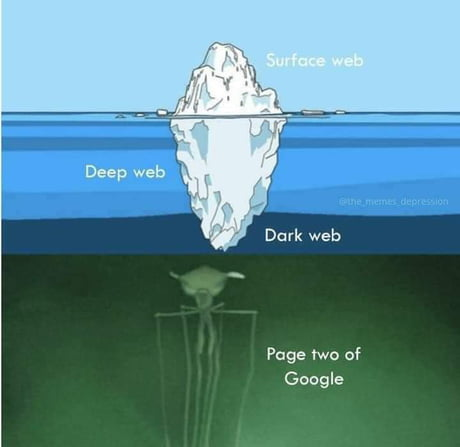 Surface web
Deep web
@the_memes_depression
Dark web
Page two of
Google